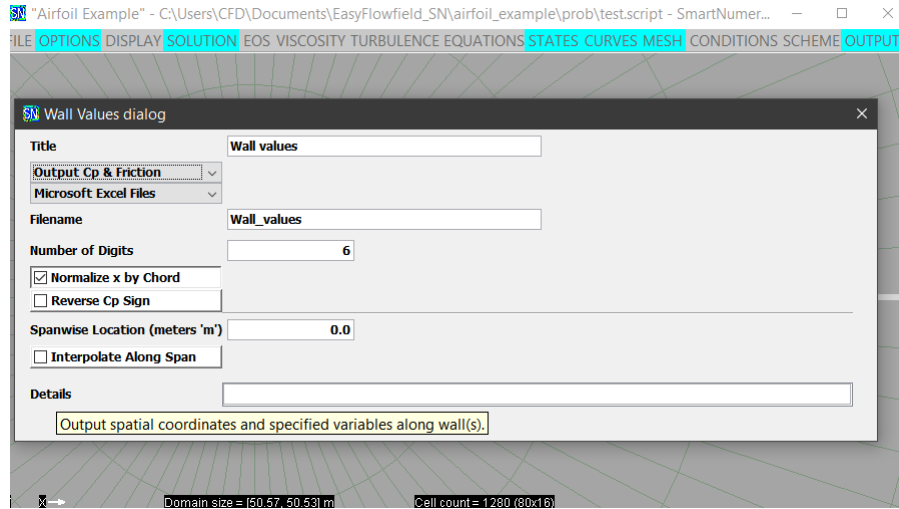 "Airfoil Example" - C:\Users\CFD\Documents\EasyFlowfield_SN\airfoil_example\prob\test.script - SmartNumer...
FILE OPTIONS DISPLAY SOLUTION EOS VISCOSITY TURBULENCE EQUATIONS STATES CURVES MESH CONDITIONS SCHEME OUTPUT
SN Wall Values dialog
Title Wall values
Output Cp & Friction
Microsoft Excel Files
Filename Wall_values
Number of Digits 6
Normalize x by Chord
Reverse Cp Sign
Spanwise Location (meters 'm') 0.0
Interpolate Along Span
Details
Output spatial coordinates and specified variables along wall(s).
X Domain size = [50.57, 50.53] m Cell count = 1280 (80x16)